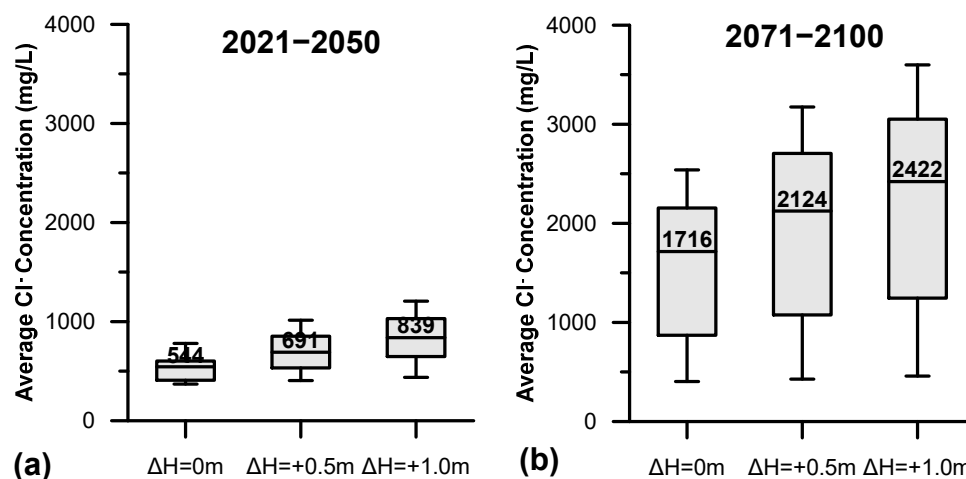 2021−2050
Average Cl- Concentration (mg/L)
4000
3000
2000
1000
0
544
691
839
ΔH=0m
ΔH=+0.5m
ΔH=+1.0m
(a)
2071−2100
Average Cl- Concentration (mg/L)
4000
3000
2000
1000
0
1716
2124
2422
ΔH=0m
ΔH=+0.5m
ΔH=+1.0m
(b)